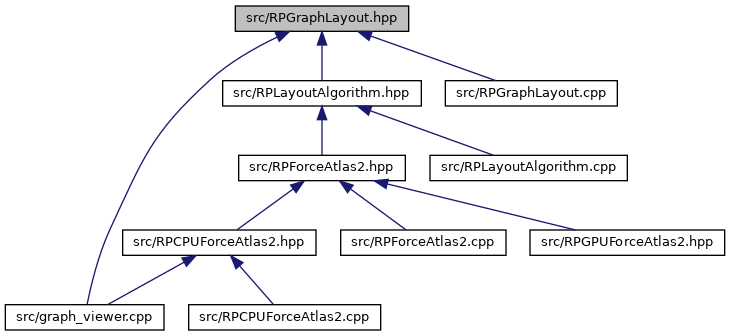 src/RPGraphLayout.hpp
src/RPLayoutAlgorithm.hpp
src/RPGraphLayout.cpp
src/RPForceAtlas2.hpp
src/RPLayoutAlgorithm.cpp
src/RPCPUForceAtlas2.hpp
src/RPForceAtlas2.cpp
src/RPGPUForceAtlas2.hpp
src/graph_viewer.cpp
src/RPCPUForceAtlas2.cpp